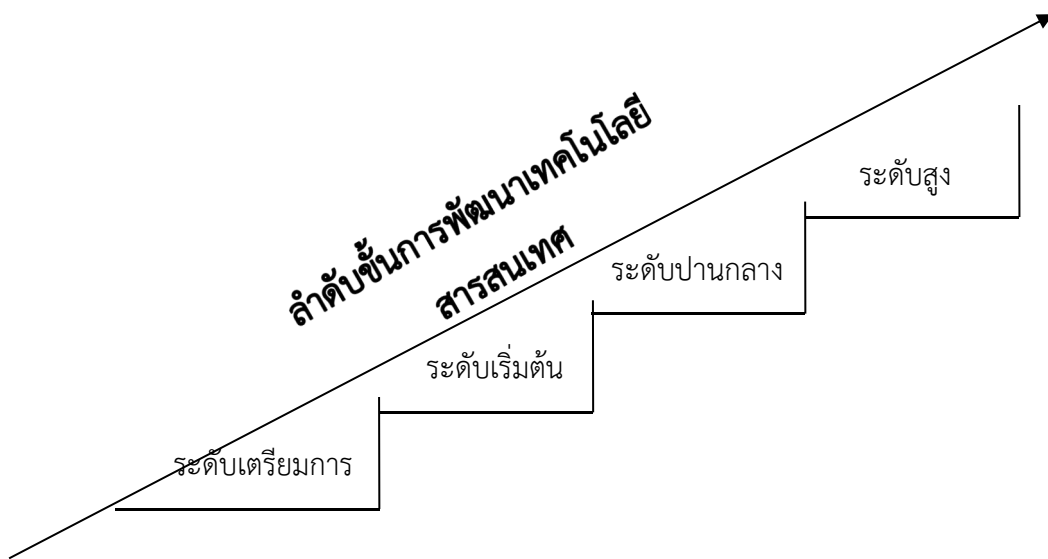 ลำดับขั้นการพัฒนาเทคโนโลยี
สารสนเทศ
ระดับสูง
ระดับปานกลาง
ระดับเริ่มต้น
ระดับเตรียมการ